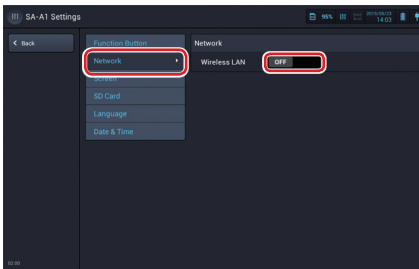 SA-A1 Settings
95%
2019/08/23
14:03
Back
Function Button
Network
Screen
SD Card
Language
Date & Time
Network
Wireless LAN
OFF
02.00